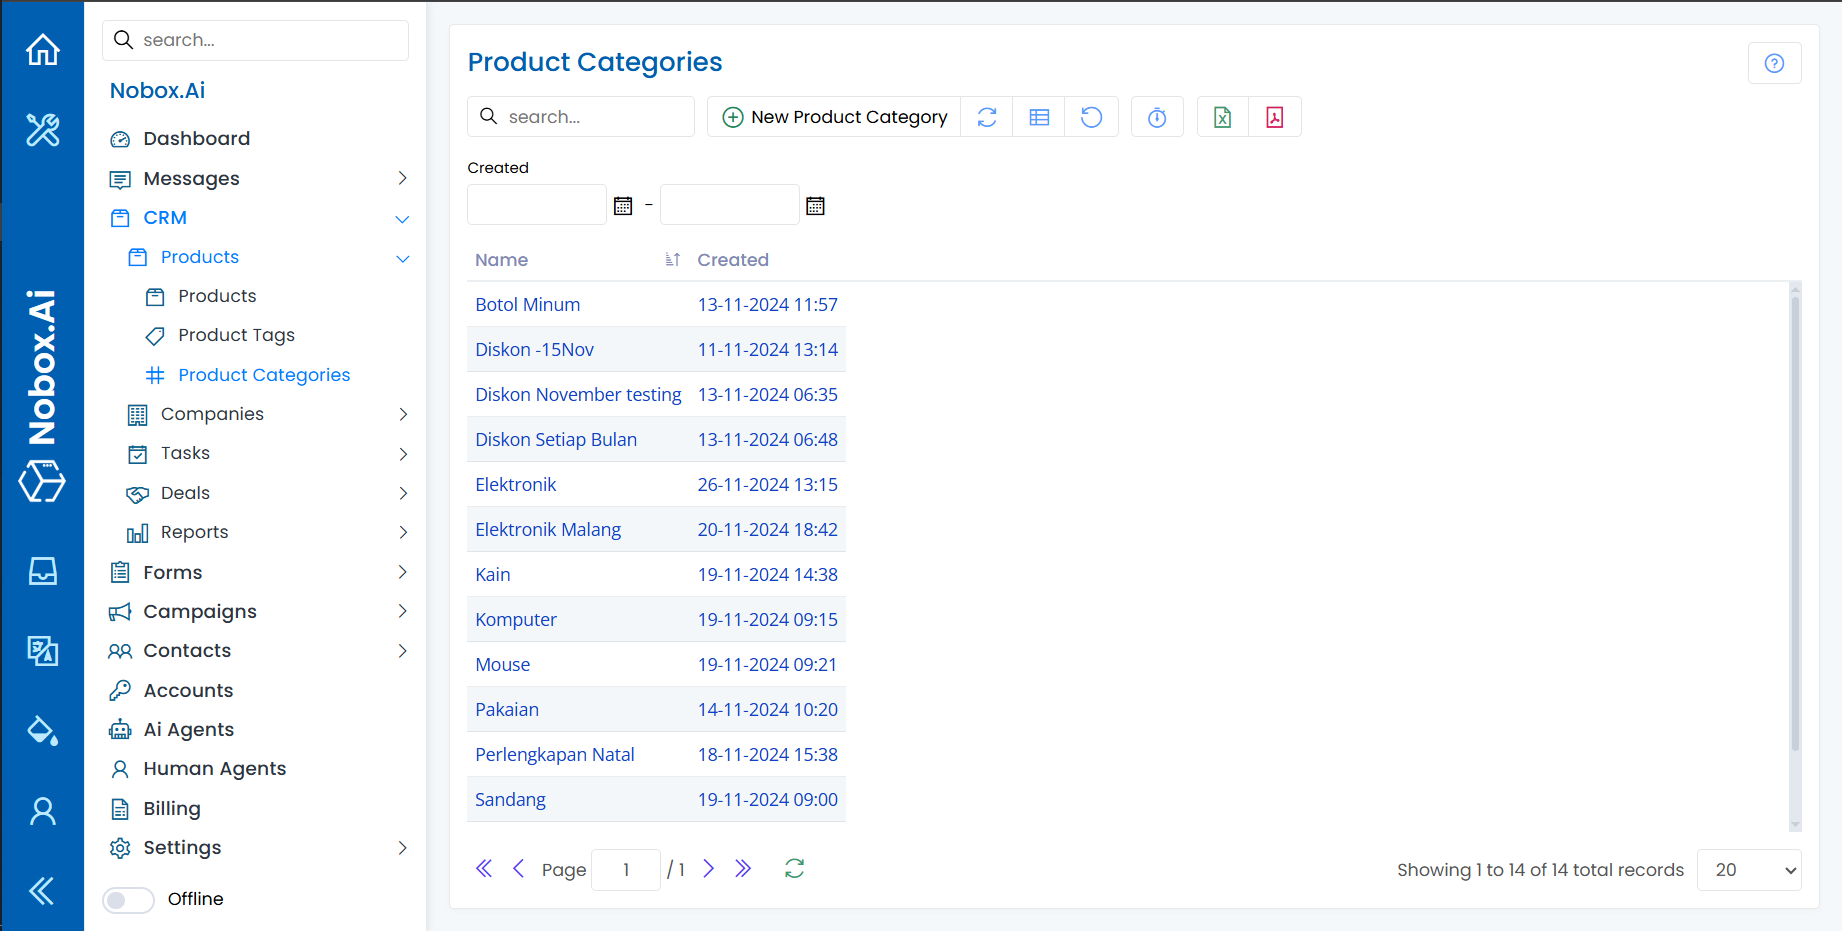 Nobox.Ai
search...
Nobox.Ai
Dashboard
Messages
CRM
Products
Products
Product Tags
Product Categories
Companies
Tasks
Deals
Reports
Forms
Campaigns
Contacts
Accounts
Ai Agents
Human Agents
Billing
Settings
Offline
Product Categories
search...
New Product Category
Created
-
Name Created
Botol Minum 13-11-2024 11:57
Diskon -15Nov 11-11-2024 13:14
Diskon November testing 13-11-2024 06:35
Diskon Setiap Bulan 13-11-2024 06:48
Elektronik 26-11-2024 13:15
Elektronik Malang 20-11-2024 18:42
Kain 19-11-2024 14:38
Komputer 19-11-2024 09:15
Mouse 19-11-2024 09:21
Pakaian 14-11-2024 10:20
Perlengkapan Natal 18-11-2024 15:38
Sandang 19-11-2024 09:00
Page 1 / 1
Showing 1 to 14 of 14 total records 20